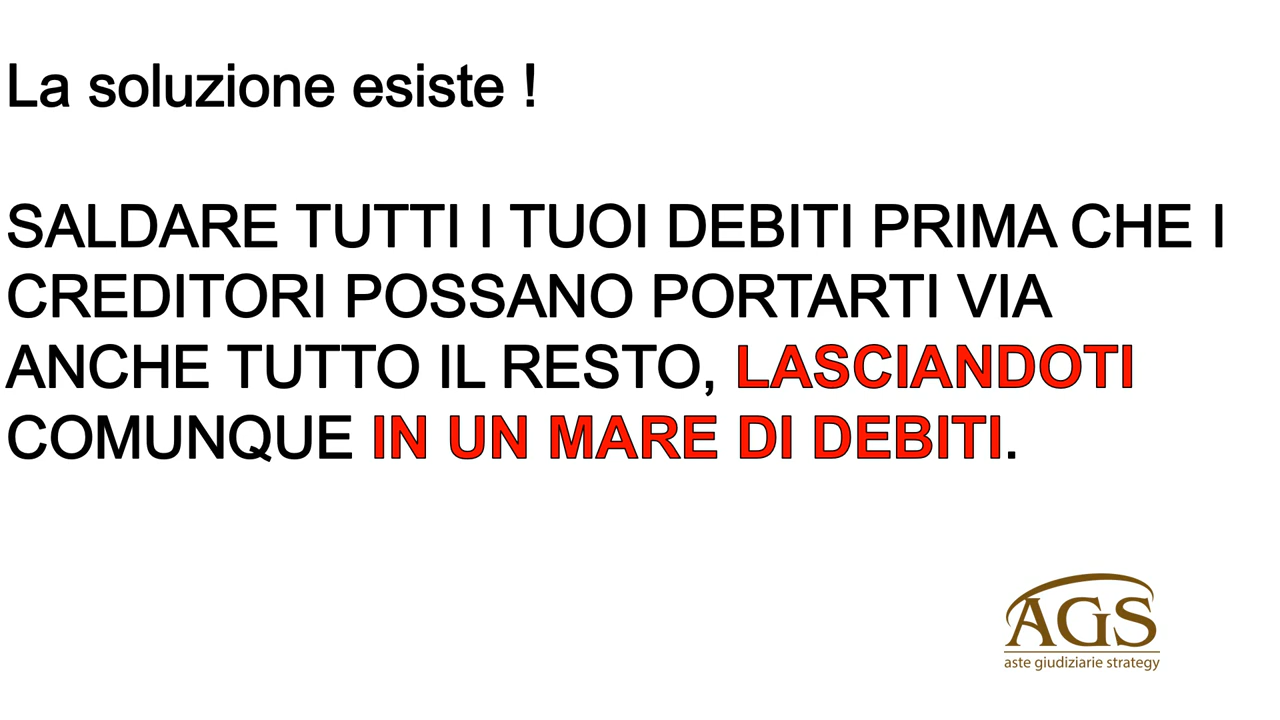 La soluzione esiste !
SALDARE TUTTI I TUOI DEBITI PRIMA CHE I
CREDITORI POSSANO PORTARTI VIA
ANCHE TUTTO IL RESTO, LASCIANDOTI
COMUNQUE IN UN MARE DI DEBITI.
AGS
aste giudiziarie strategy